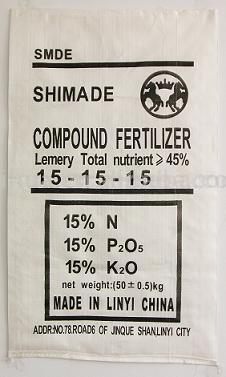 SMDE
SHIMADE
COMPOUND FERTILIZER
Lemery Total nutrient ⩾ 45%
15-15-15
15% N
15% P₂O₅
15% K₂O
net weight:(50±0.5)kg
MADE IN LINYI CHINA
ADDR:NO.78.ROAD6 OF JINQUE SHAN,LINYI CITY